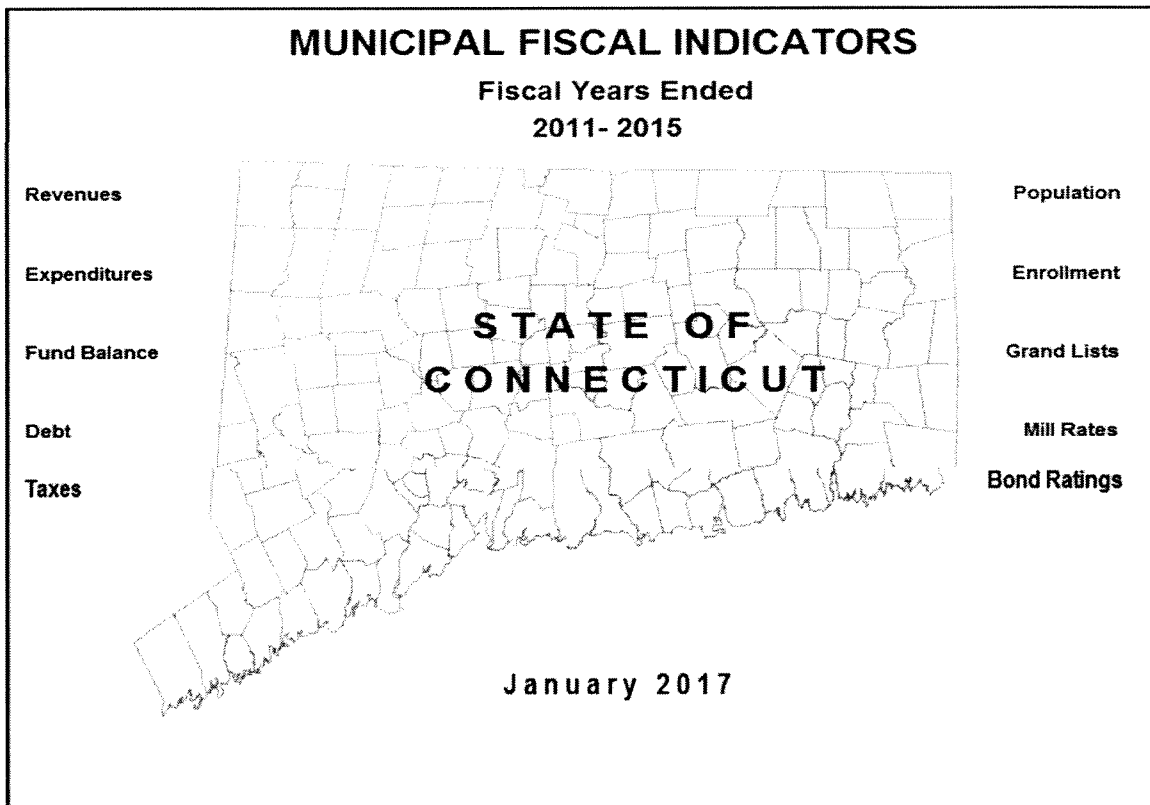 MUNICIPAL FISCAL INDICATORS
Fiscal Years Ended
2011- 2015
Revenues
Expenditures
Fund Balance
Debt
Taxes
STATE OF
CONNECTICUT
Population
Enrollment
Grand Lists
Mill Rates
Bond Ratings
January 2017